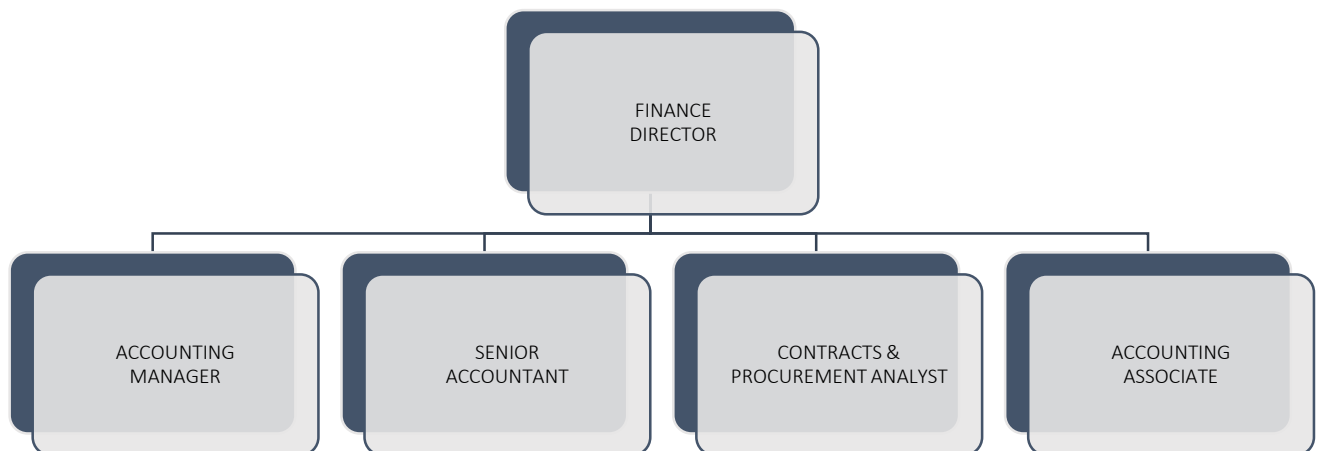 FINANCE
DIRECTOR
ACCOUNTING
MANAGER
SENIOR
ACCOUNTANT
CONTRACTS &
PROCUREMENT ANALYST
ACCOUNTING
ASSOCIATE